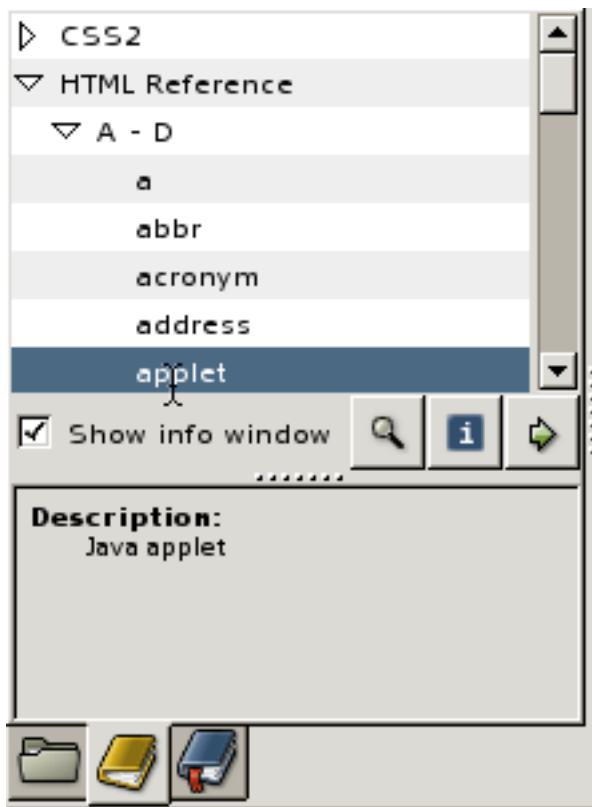 CSS2
HTML Reference
A - D
a
abbr
acronym
address
applet
Show info window
i
Description:
Java applet